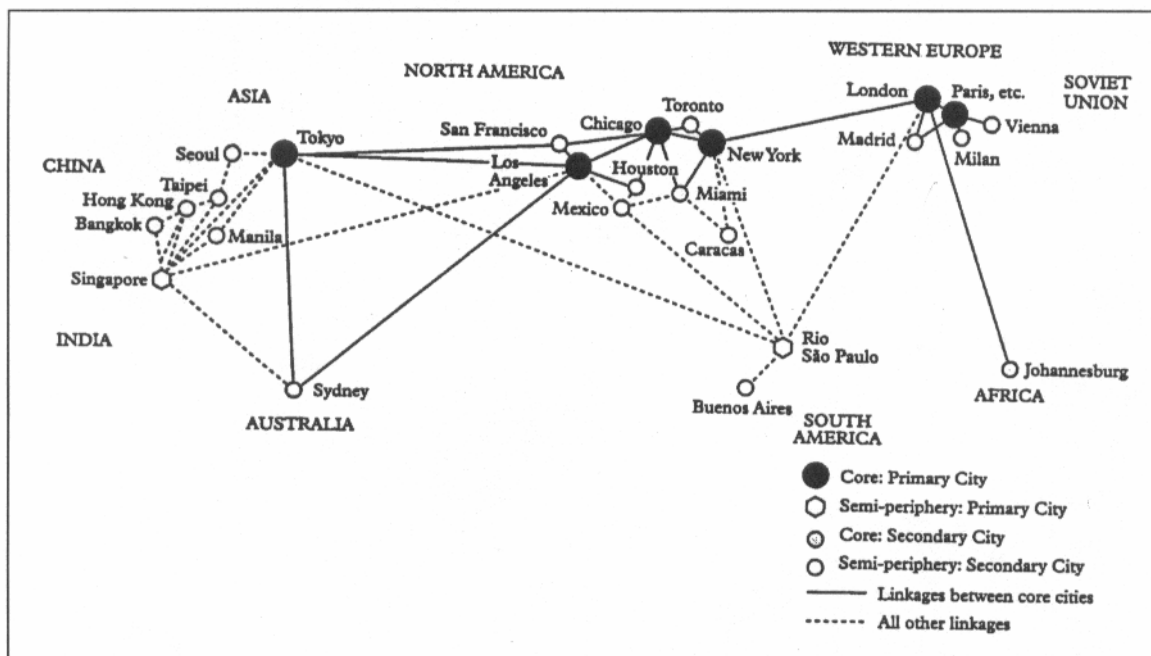 WESTERN EUROPE
NORTH AMERICA
SOVIET
UNION
London
Paris, etc.
ASIA
Toronto
Chicago
San Francisco
Tokyo
Vienna
Madrid
Milan
New York
Seoul
CHINA
Los
Angeles
Houston
Taipei
Miami
Hong Kong
Mexico
Bangkok
Manila
Caracas
Singapore
INDIA
Rio
São Paulo
Johannesburg
Sydney
AFRICA
Buenos Aires
AUSTRALIA
SOUTH
AMERICA
Core: Primary City
Semi-periphery: Primary City
Core: Secondary City
Semi-periphery: Secondary City
Linkages between core cities
All other linkages